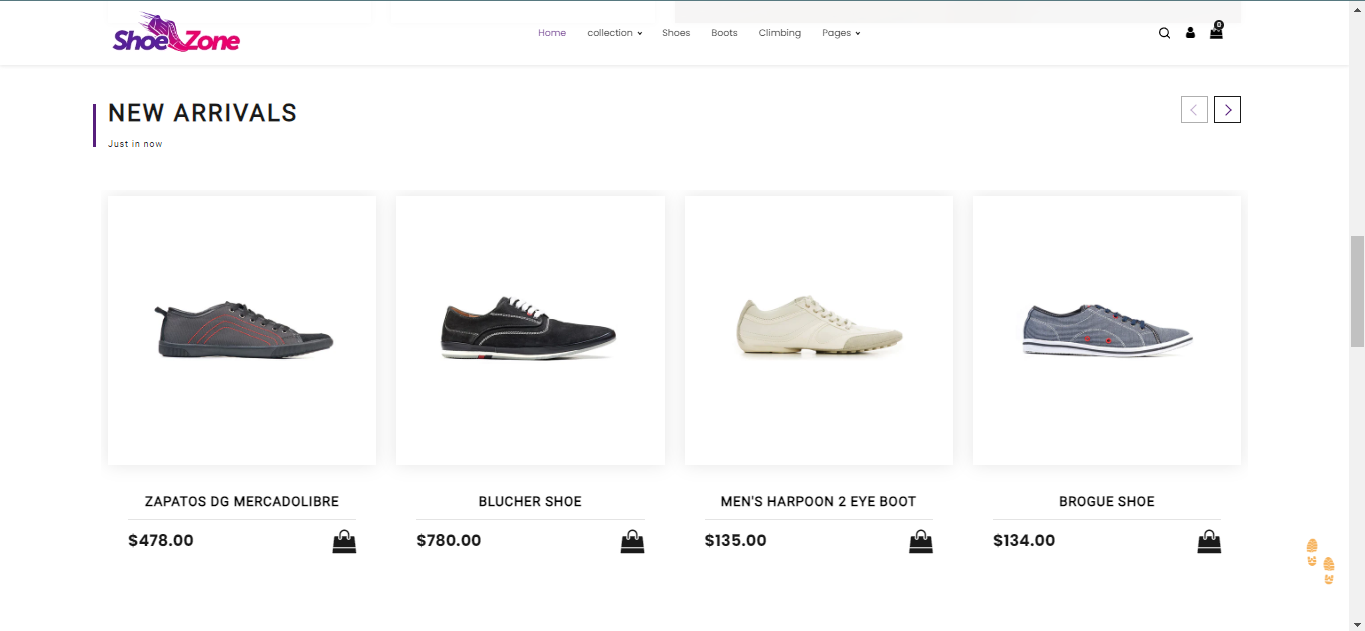 ShoeZone
Home collection Shoes Boots Climbing Pages
0
NEW ARRIVALS
Just in now
ZAPATOS DG MERCADOLIBRE
$478.00
BLUCHER SHOE
$780.00
MEN'S HARPOON 2 EYE BOOT
$135.00
BROGUE SHOE
$134.00